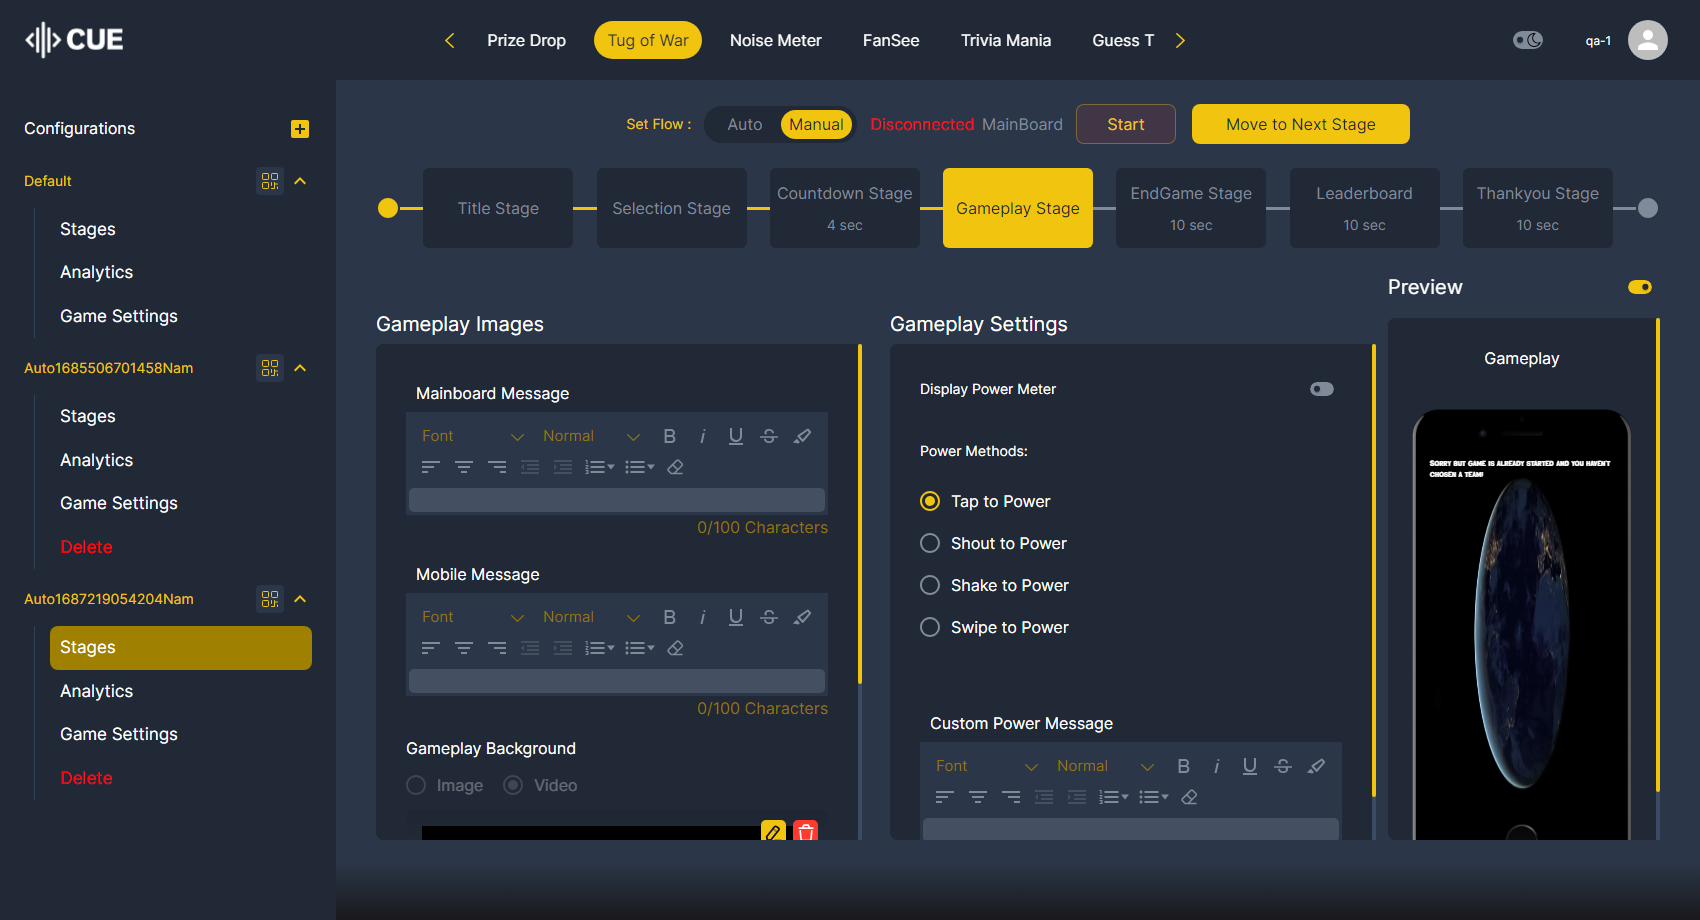 CUE
Prize Drop
Tug of War
Noise Meter
FanSee
Trivia Mania
Guess T
qa-1
Configurations
Default
Stages
Analytics
Game Settings
Auto1685506701458Nam
Stages
Analytics
Game Settings
Delete
Auto1687219054204Nam
Stages
Analytics
Game Settings
Delete
Set Flow :
Auto
Manual
Disconnected MainBoard
Start
Move to Next Stage
Title Stage
Selection Stage
Countdown Stage
4 sec
Gameplay Stage
EndGame Stage
10 sec
Leaderboard
10 sec
Thankyou Stage
10 sec
Gameplay Images
Mainboard Message
Font
Normal
0/100 Characters
Mobile Message
Font
Normal
0/100 Characters
Gameplay Background
Image
Video
Gameplay Settings
Display Power Meter
Power Methods:
Tap to Power
Shout to Power
Shake to Power
Swipe to Power
Custom Power Message
Font
Normal
Preview
Gameplay
Sorry but game is already started and you haven't
chosen a team!